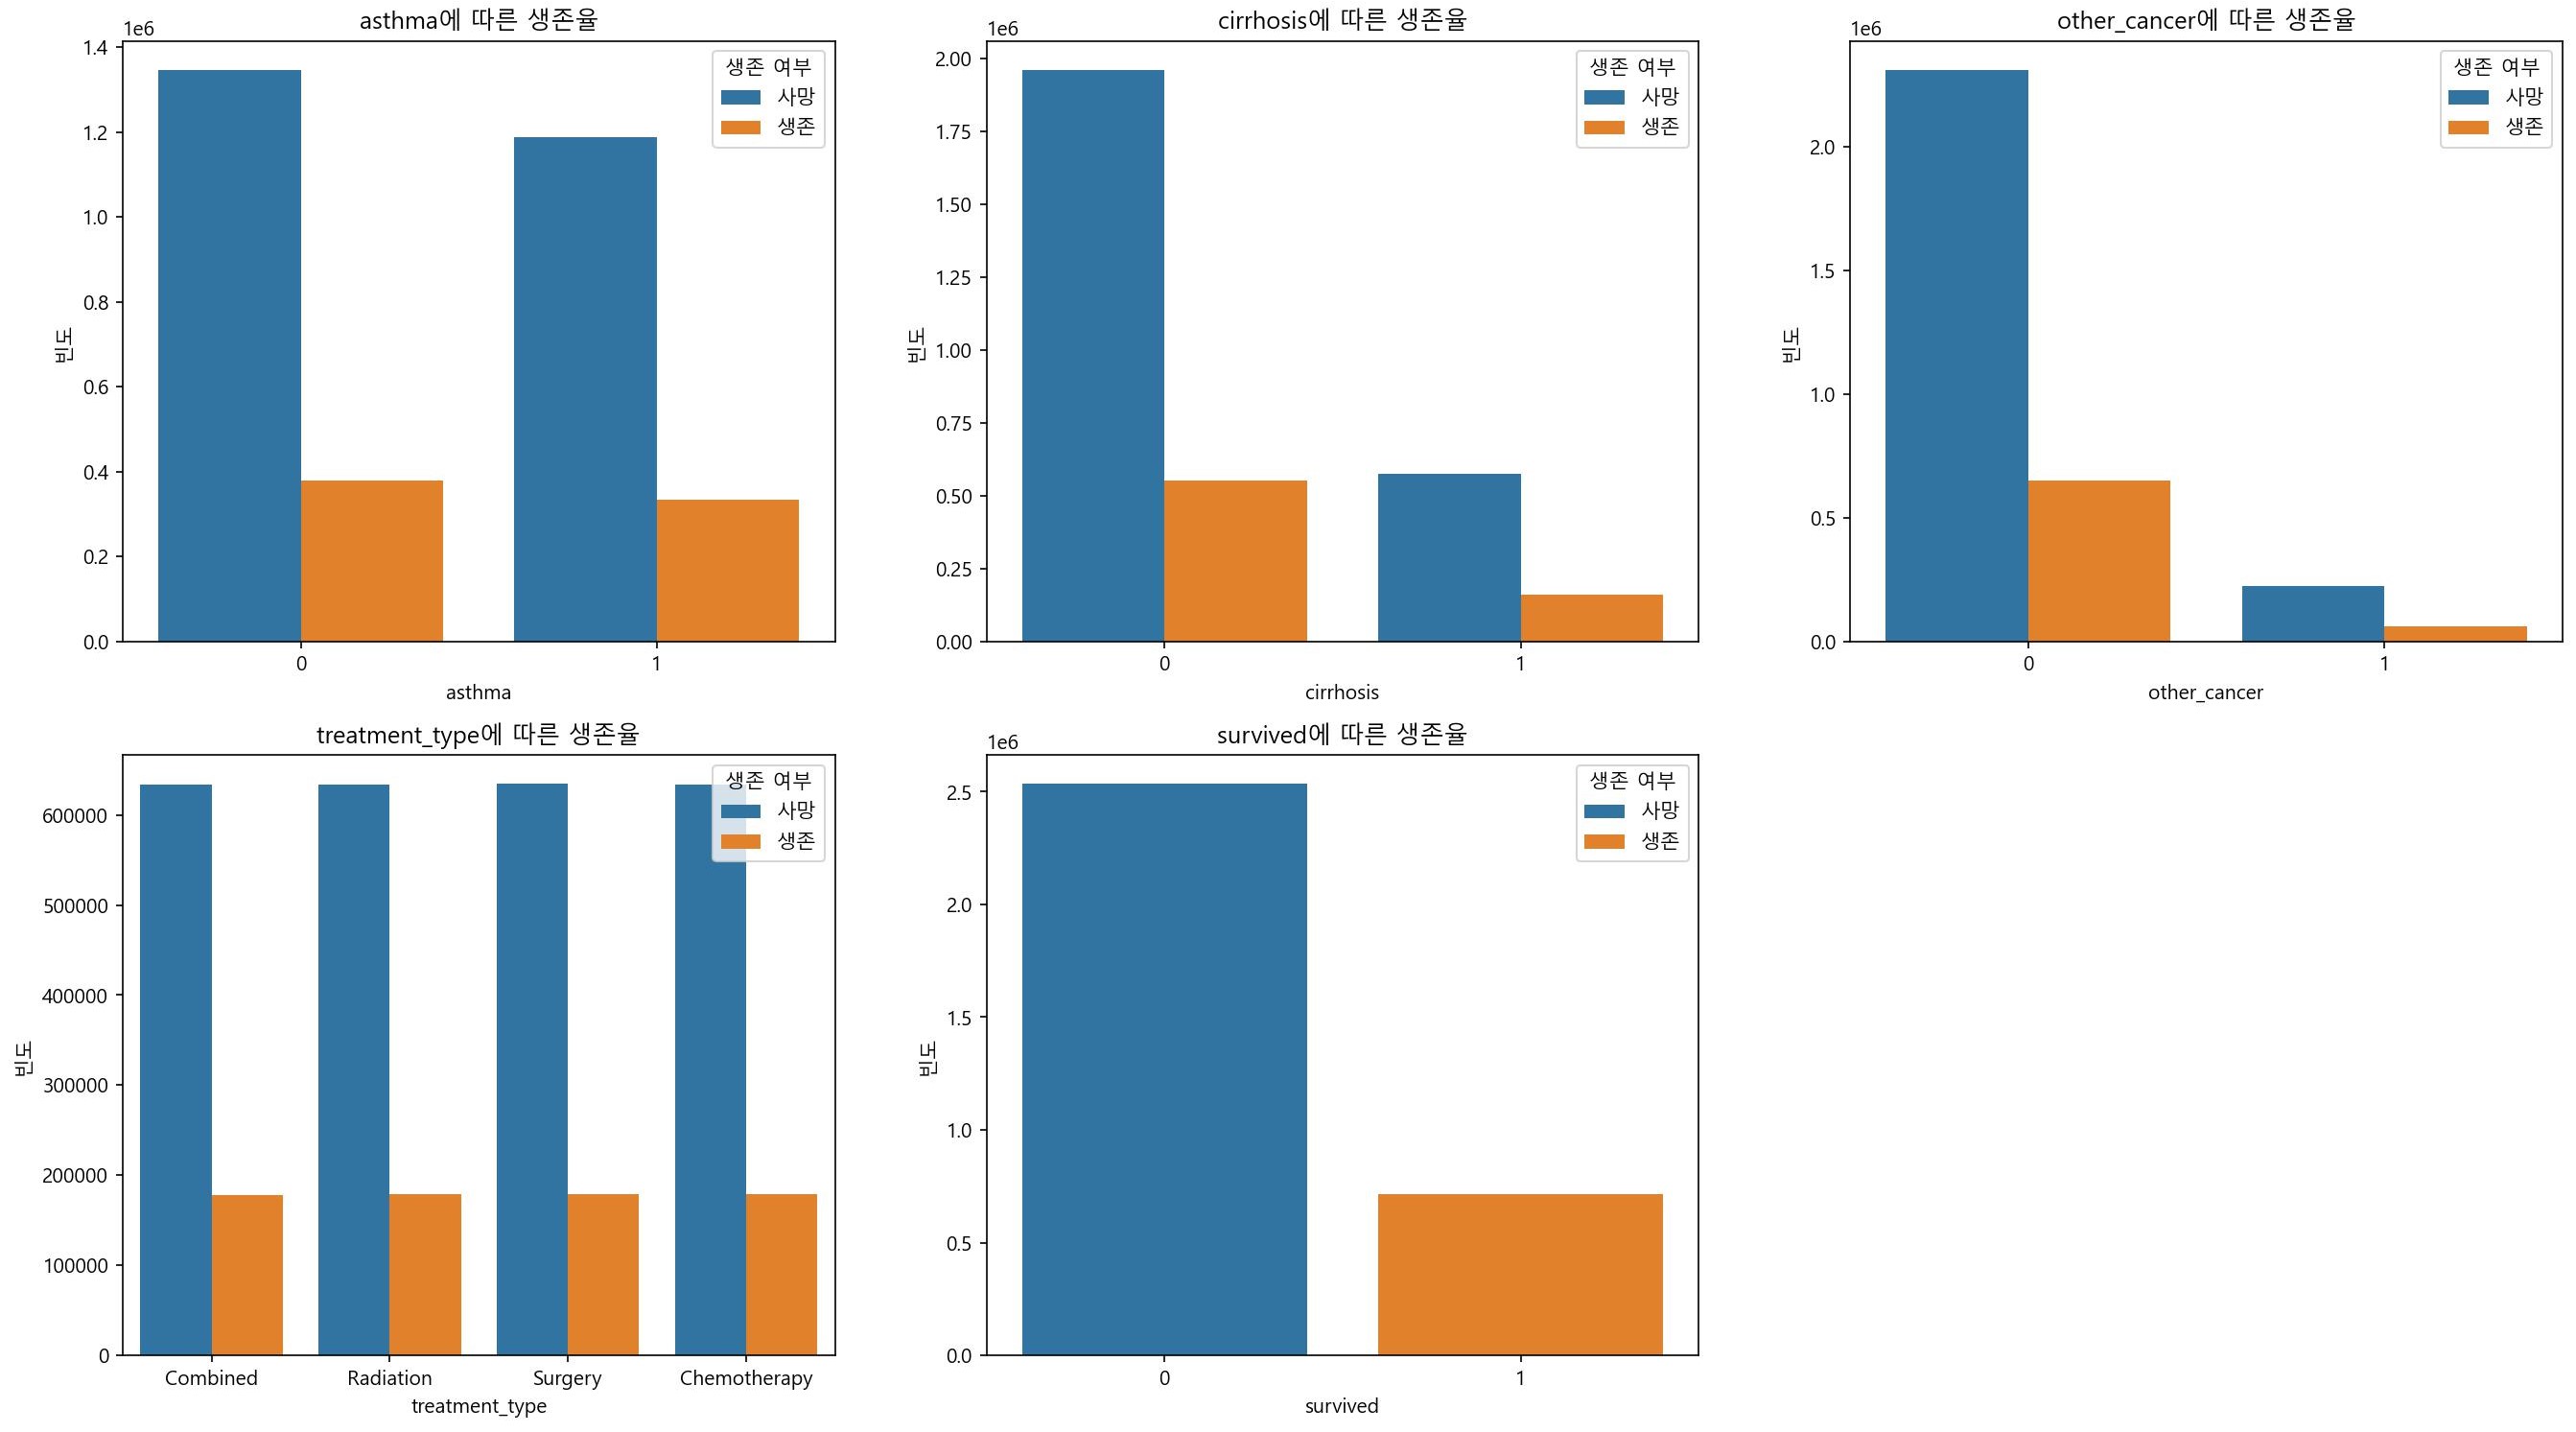 asthma에 따른 생존율
1e6
1.4
1.2
1.0
0.8
0.6
0.4
0.2
0.0
빈도
생존 여부
사망
생존
0 1
asthma
cirrhosis에 따른 생존율
1e6
2.00
1.75
1.50
1.25
1.00
0.75
0.50
0.25
0.00
빈도
생존 여부
사망
생존
0 1
cirrhosis
other_cancer에 따른 생존율
1e6
2.0
1.5
1.0
0.5
0.0
빈도
생존 여부
사망
생존
0 1
other_cancer
treatment_type에 따른 생존율
600000
500000
400000
300000
200000
100000
0
빈도
생존 여부
사망
생존
Combined Radiation Surgery Chemotherapy
treatment_type
survived에 따른 생존율
1e6
2.5
2.0
1.5
1.0
0.5
0.0
빈도
생존 여부
사망
생존
0 1
survived